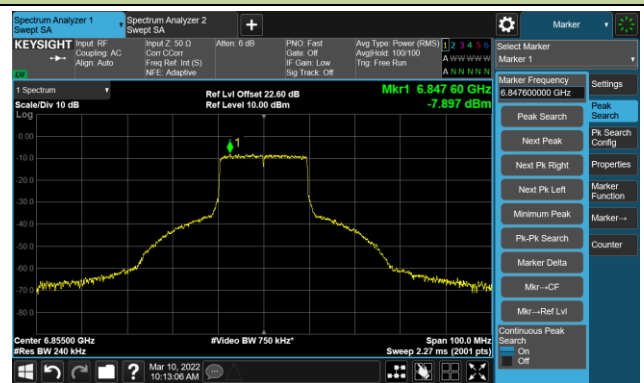 Spectrum Analyzer 1
Swept SA
Spectrum Analyzer 2
Swept SA
+
Marker
KEYSIGHT
Input: RF
Coupling: AC
Align: Auto
Input Z: 50 Ω
Corr CCorr
Freq Ref: Int (S)
NFE: Adaptive
Atten: 6 dB
PNO: Fast
Gate: Off
IF Gain: Low
Sig Track: Off
Avg Type: Power (RMS)
Avg|Hold: 100/100
Trig: Free Run
1 2 3 4 5 6
A W W W W W
A N N N N N
LW
Select Marker
Marker 1
1 Spectrum
Scale/Div 10 dB
Log
Ref Lvl Offset 22.60 dB
Ref Level 10.00 dBm
Mkr1 6.847 60 GHz
-7.897 dBm
1
0.00
-10.0
-20.0
-30.0
-40.0
-50.0
-60.0
-70.0
-80.0
Center 6.85500 GHz
#Res BW 240 kHz
#Video BW 750 kHz*
Span 100.0 MHz
Sweep 2.27 ms (2001 pts)
Marker Frequency
6.847600000 GHz
Peak Search
Next Peak
Next Pk Right
Next Pk Left
Minimum Peak
Pk-Pk Search
Marker Delta
Mkr→CF
Mkr→Ref Lvl
Continuous Peak
Search
On
Off
Settings
Peak
Search
Pk Search
Config
Properties
Marker
Function
Marker→
Counter
?
Mar 10, 2022
10:13:06 AM